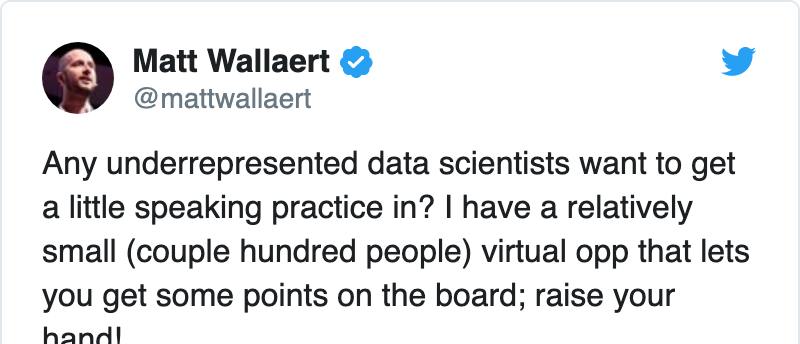 Matt Wallaert
@mattwallaert
Any underrepresented data scientists want to get
a little speaking practice in? I have a relatively
small (couple hundred people) virtual opp that lets
you get some points on the board; raise your
hand!